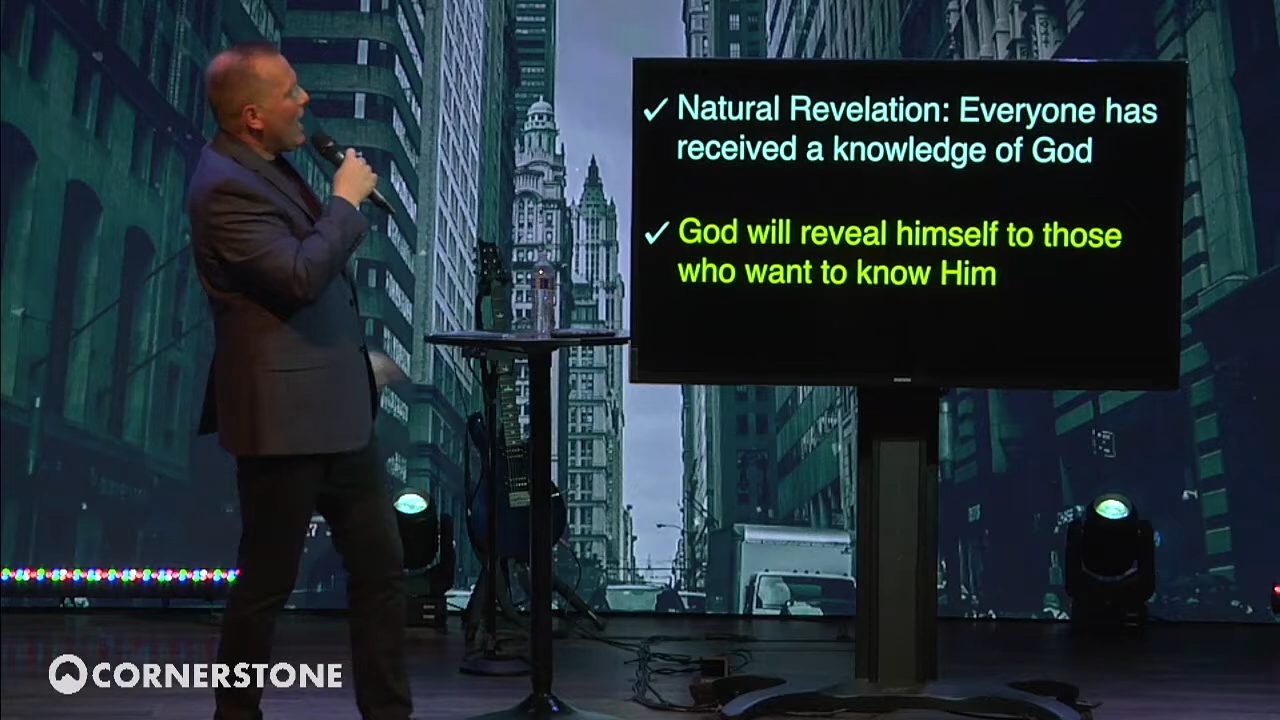 ✓ Natural Revelation: Everyone has
received a knowledge of God
✓ God will reveal himself to those
who want to know Him
CORNERSTONE